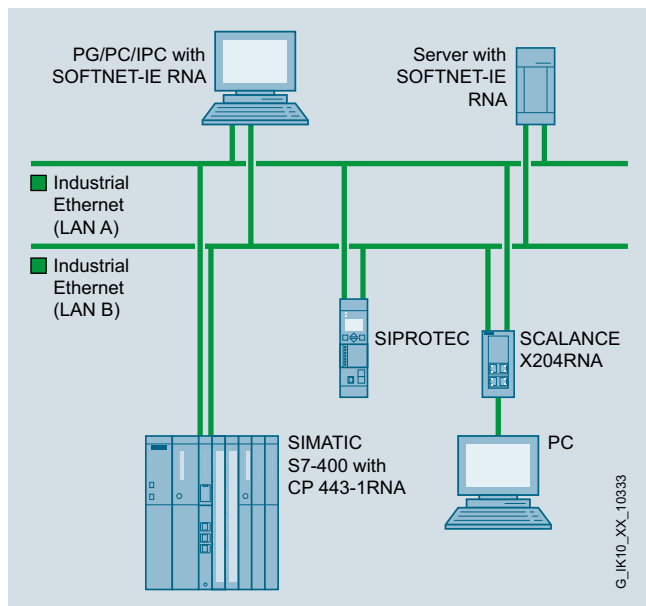 PG/PC/IPC with
SOFTNET-IE RNA
Server with
SOFTNET-IE
RNA
Industrial
Ethernet
(LAN A)
Industrial
Ethernet
(LAN B)
SIPROTEC
SCALANCE
X204RNA
SIMATIC
S7-400 with
CP 443-1RNA
PC
G_IK10_XX_10333